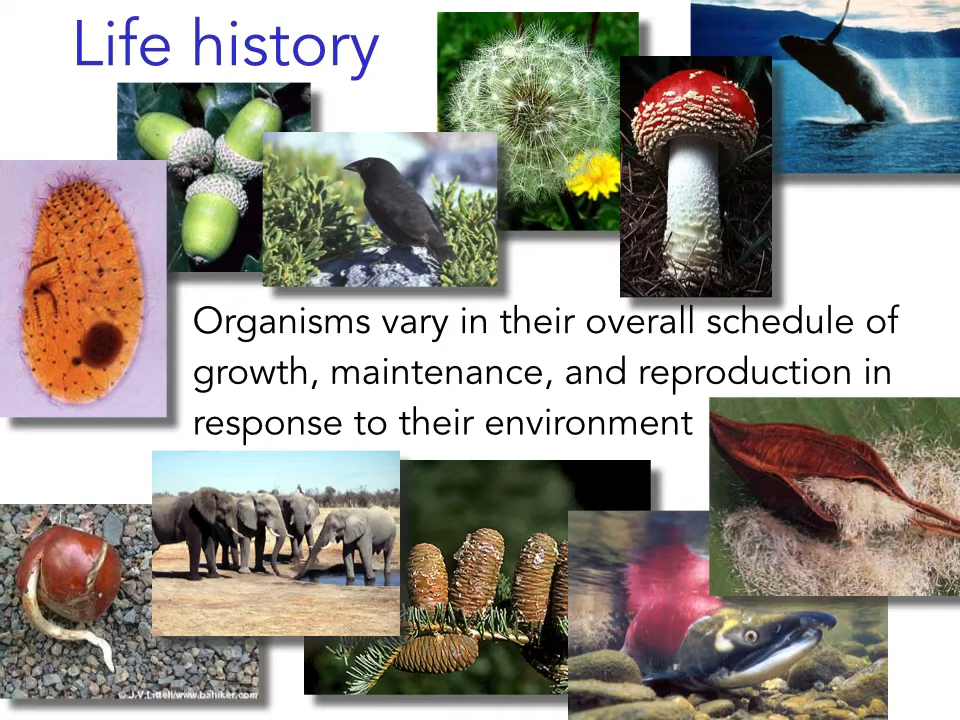 Life history
Organisms vary in their overall schedule of
growth, maintenance, and reproduction in
response to their environment
© J.V.Littell/www.bahiker.com